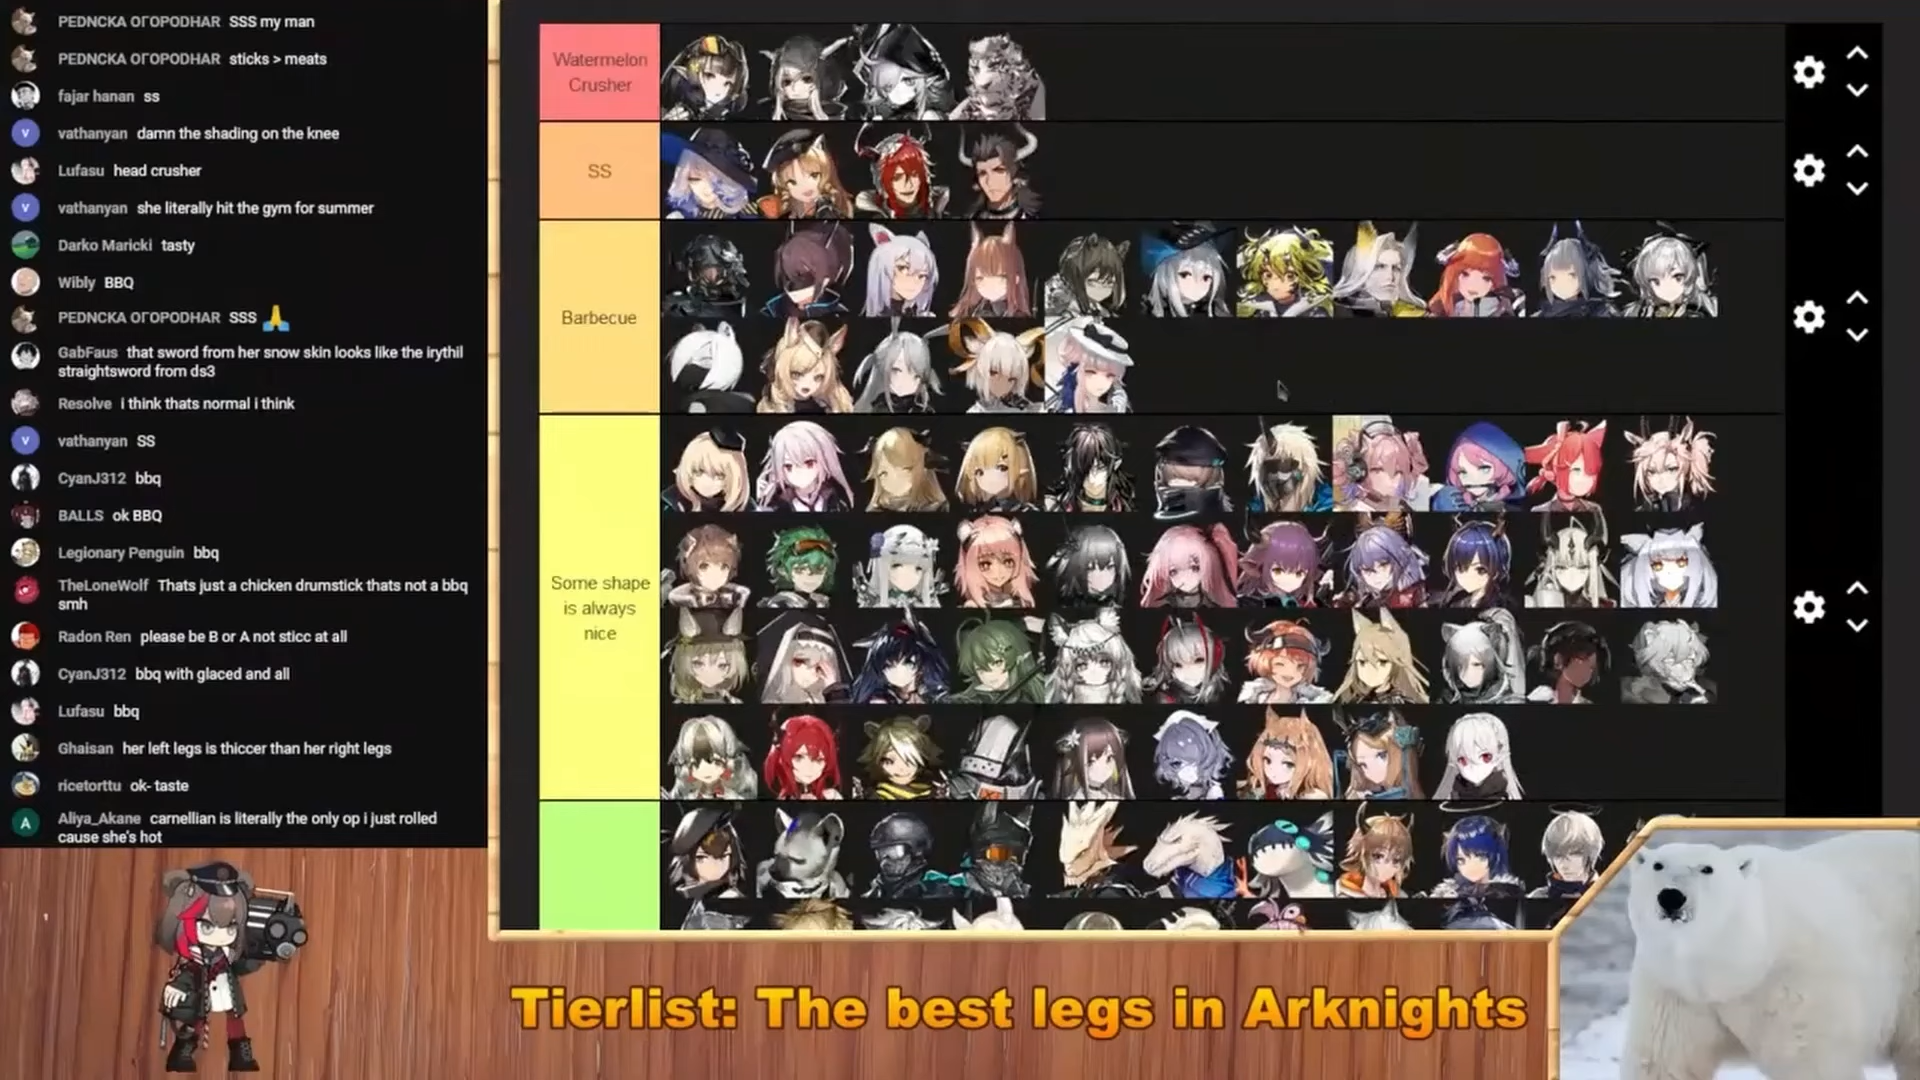 PEDNCKA ОГОРОDHAR SSS my man
PEDNCKA ОГОРОDHAR sticks > meats
fajar hanan ss
V vathanyan damn the shading on the knee
Lufasu head crusher
V vathanyan she literally hit the gym for summer
Darko Maricki tasty
Wibly BBQ
PEDNCKA ОГОРОDHAR SSS 🙏
GabFaus that sword from her snow skin looks like the irythil
straightsword from ds3
Resolve i think thats normal i think
V vathanyan SS
CyanJ312 bbq
BALLS ok BBQ
Legionary Penguin bbq
TheLoneWolf Thats just a chicken drumstick thats not a bbq
smh
Radon Ren please be B or A not sticc at all
CyanJ312 bbq with glaced and all
Lufasu bbq
Ghaisan her left legs is thiccer than her right legs
ricetorttu ok- taste
A Aliya_Akane carnellian is literally the only op i just rolled
cause she's hot
Watermelon
Crusher
SS
Barbecue
Some shape
is always
nice
Tierlist: The best legs in Arknights